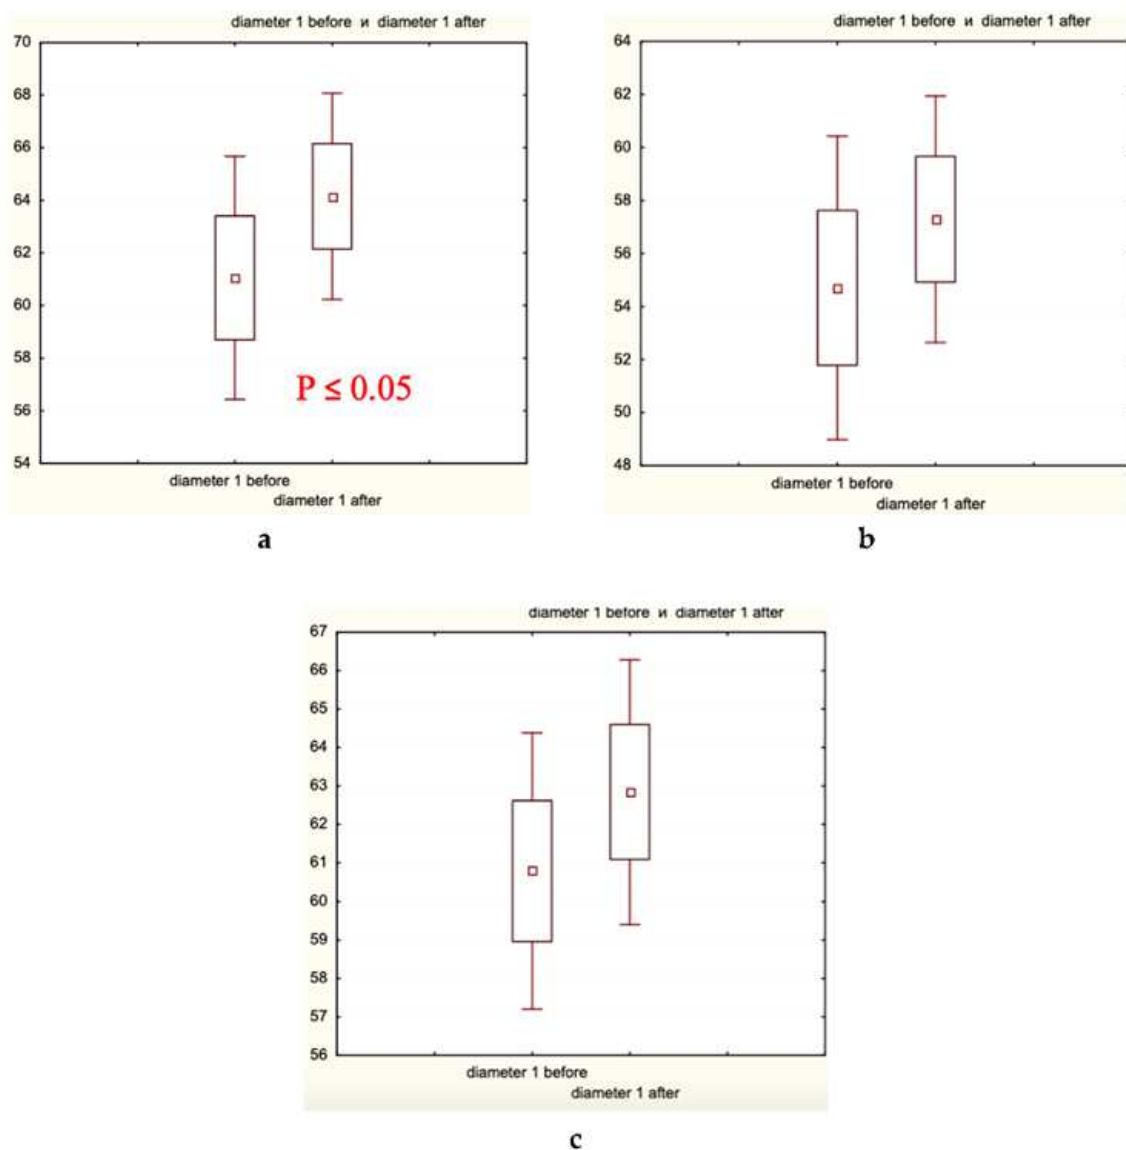 diameter 1 before и diameter 1 after
70
68
66
64
62
60
58
56
54
P ≤ 0.05
diameter 1 before
diameter 1 after
a
diameter 1 before и diameter 1 after
64
62
60
58
56
54
52
50
48
diameter 1 before
diameter 1 after
b
diameter 1 before и diameter 1 after
67
66
65
64
63
62
61
60
59
58
57
56
diameter 1 before
diameter 1 after
c